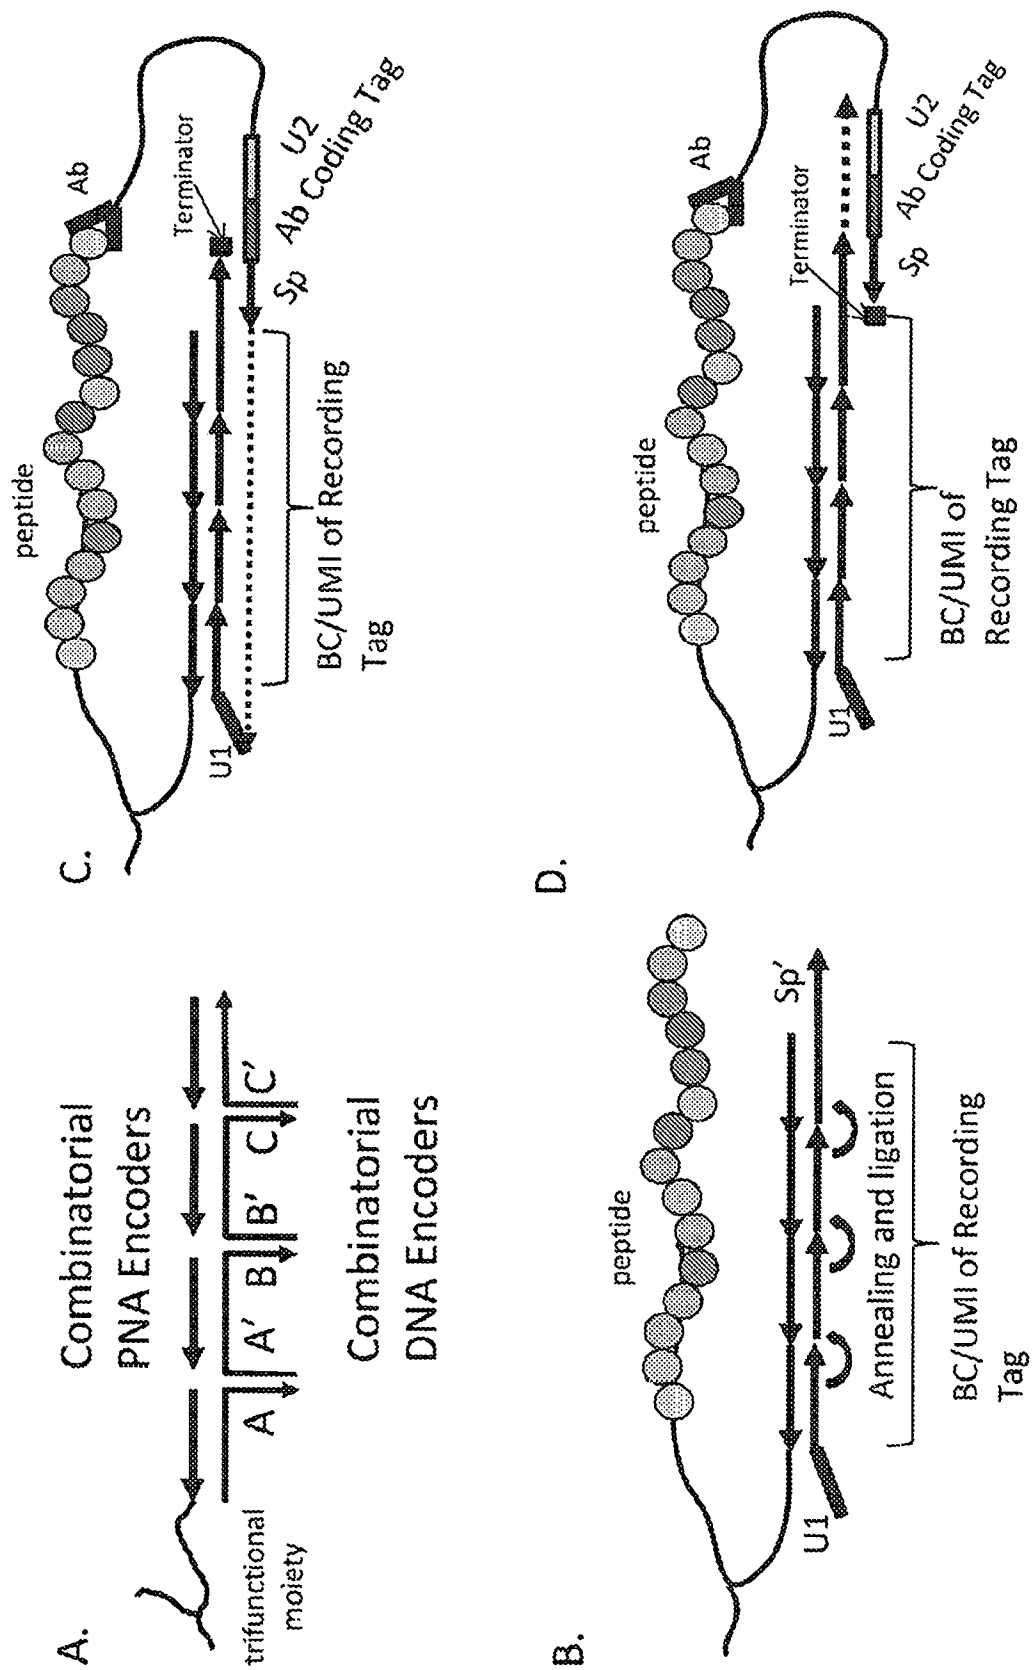 A.
Combinatorial
PNA Encoders
A
A'
B
B'
C
C'
trifunctional
moiety
Combinatorial
DNA Encoders
B.
peptide
Sp'
U1
Annealing and ligation
BC/UMI of Recording
Tag
C.
peptide
Ab
Terminator
U1
Sp
Ab Coding Tag
U2
BC/UMI of Recording
Tag
D.
peptide
Ab
Terminator
U1
Sp
Ab Coding Tag
U2
BC/UMI of
Recording Tag